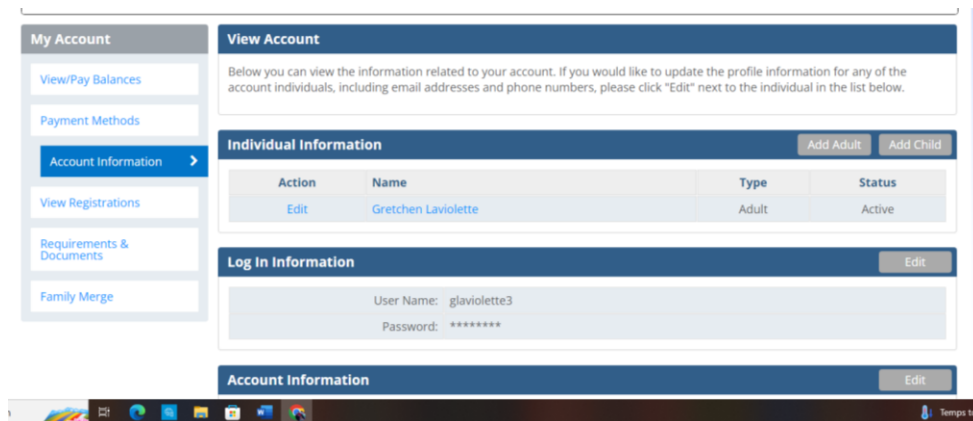 My Account
View/Pay Balances
Payment Methods
Account Information
View Registrations
Requirements &
Documents
Family Merge
View Account
Below you can view the information related to your account. If you would like to update the profile information for any of the
account individuals, including email addresses and phone numbers, please click "Edit" next to the individual in the list below.
Individual Information Add Adult Add Child
Action Name Type Status
Edit Gretchen Laviolette Adult Active
Log In Information Edit
User Name: glaviolette3
Password: ********
Account Information Edit
Temps